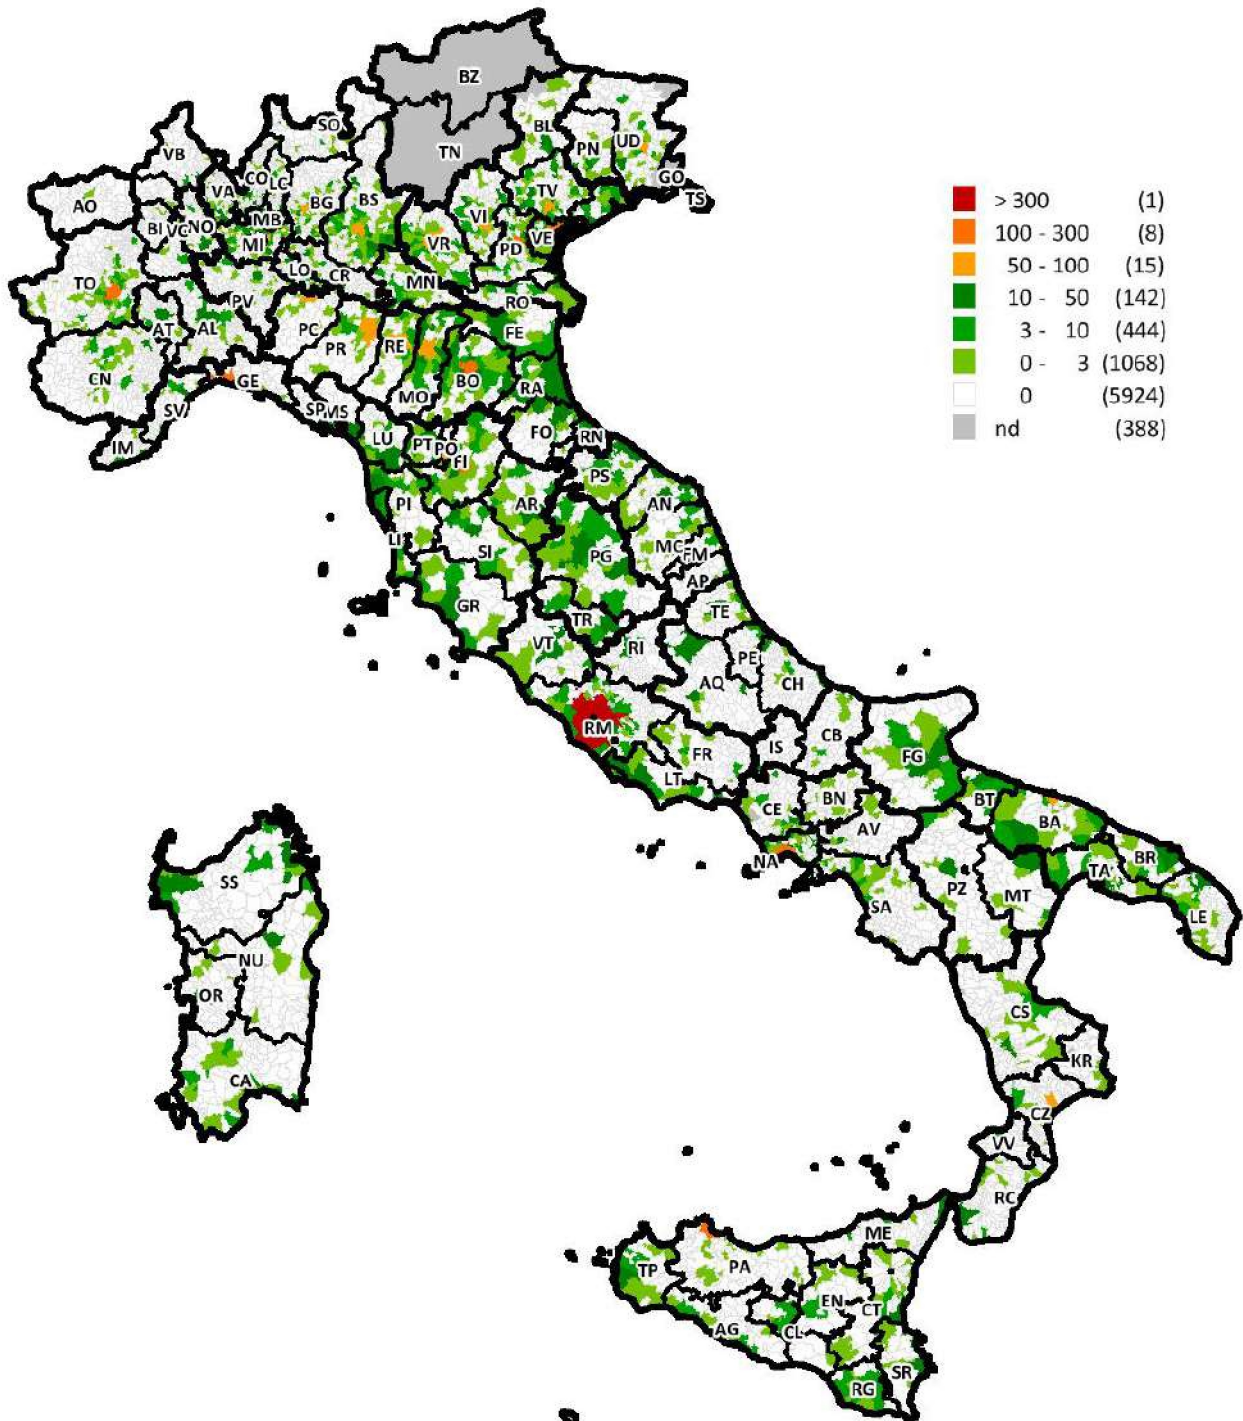 BZ
SO
BL
PN
UD
TN
VB
GO
TS
CO
LC
VA
BG
BS
TV
AO
VI
BI
VC
NO
MB
MI
VR
PD
VE
LO
CR
TO
MN
RO
PV
AT
AL
PC
PR
RE
FE
CN
GE
BO
RA
MO
SV
SP
MS
LU
PT
PO
FI
FO
RN
IM
PS
PI
AR
AN
LI
SI
PG
MC
FM
AP
GR
TR
TE
VT
RI
PE
AQ
CH
RM
CB
IS
FR
FG
LT
CE
BN
BT
BA
AV
NA
TA
BR
SS
SA
PZ
MT
LE
NU
OR
CS
KR
CA
CZ
VV
RC
ME
TP
PA
EN
CT
AG
CL
SR
RG
> 300 (1)
100 - 300 (8)
50 - 100 (15)
10 - 50 (142)
3 - 10 (444)
0 - 3 (1068)
0 (5924)
nd (388)